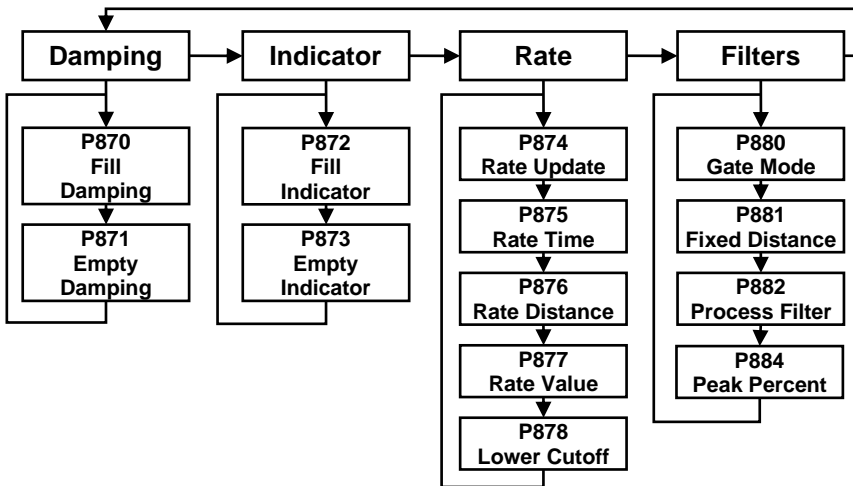 Damping
Indicator
Rate
Filters
P870
Fill
Damping
P871
Empty
Damping
P872
Fill
Indicator
P873
Empty
Indicator
P874
Rate Update
P875
Rate Time
P876
Rate Distance
P877
Rate Value
P878
Lower Cutoff
P880
Gate Mode
P881
Fixed Distance
P882
Process Filter
P884
Peak Percent